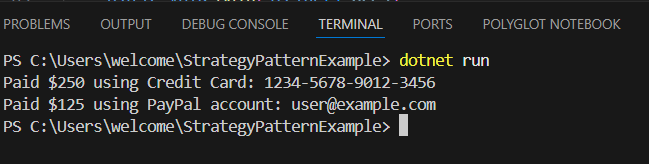 PROBLEMS OUTPUT DEBUG CONSOLE TERMINAL PORTS POLYGLOT NOTEBOOK
PS C:\Users\welcome\StrategyPatternExample> dotnet run
Paid $250 using Credit Card: 1234-5678-9012-3456
Paid $125 using PayPal account: user@example.com
PS C:\Users\welcome\StrategyPatternExample>